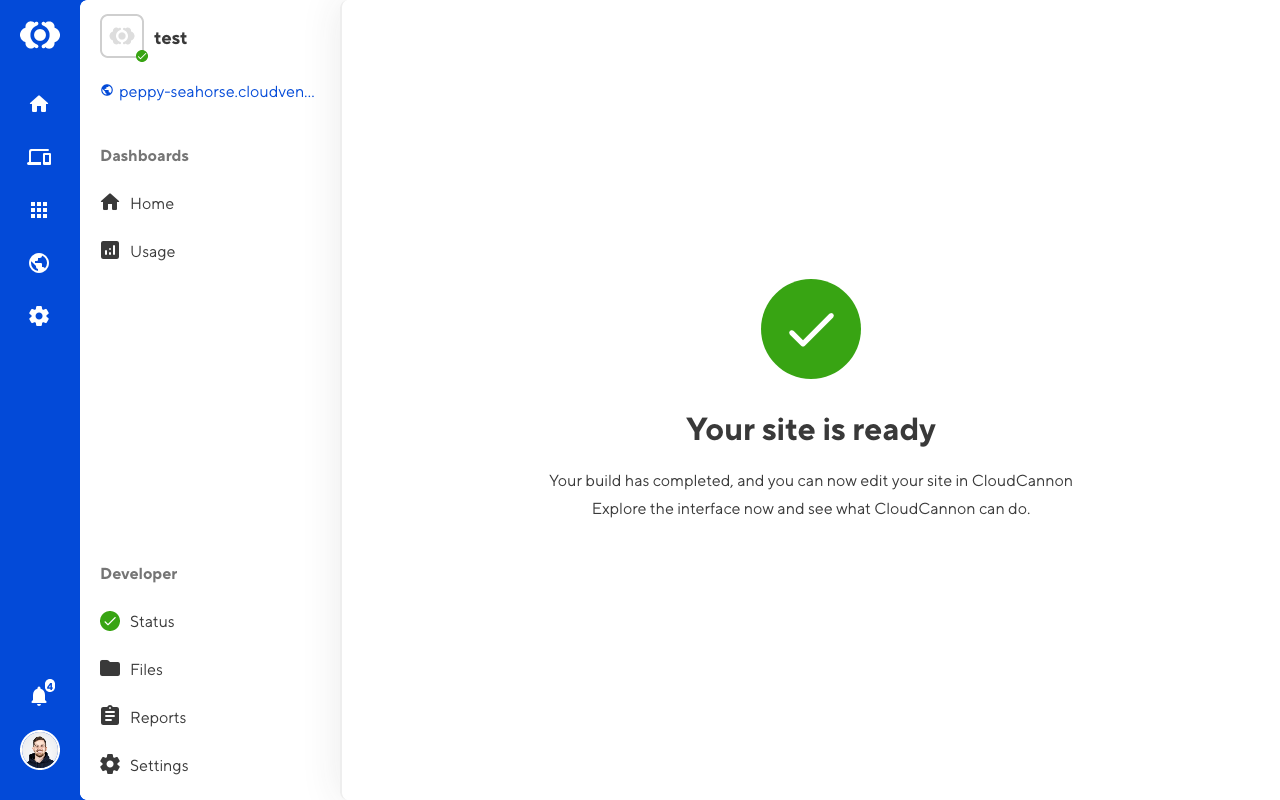 test
peppy-seahorse.cloudven...
Dashboards
Home
Usage
Your site is ready
Your build has completed, and you can now edit your site in CloudCannon
Explore the interface now and see what CloudCannon can do.
Developer
Status
Files
Reports
Settings
4